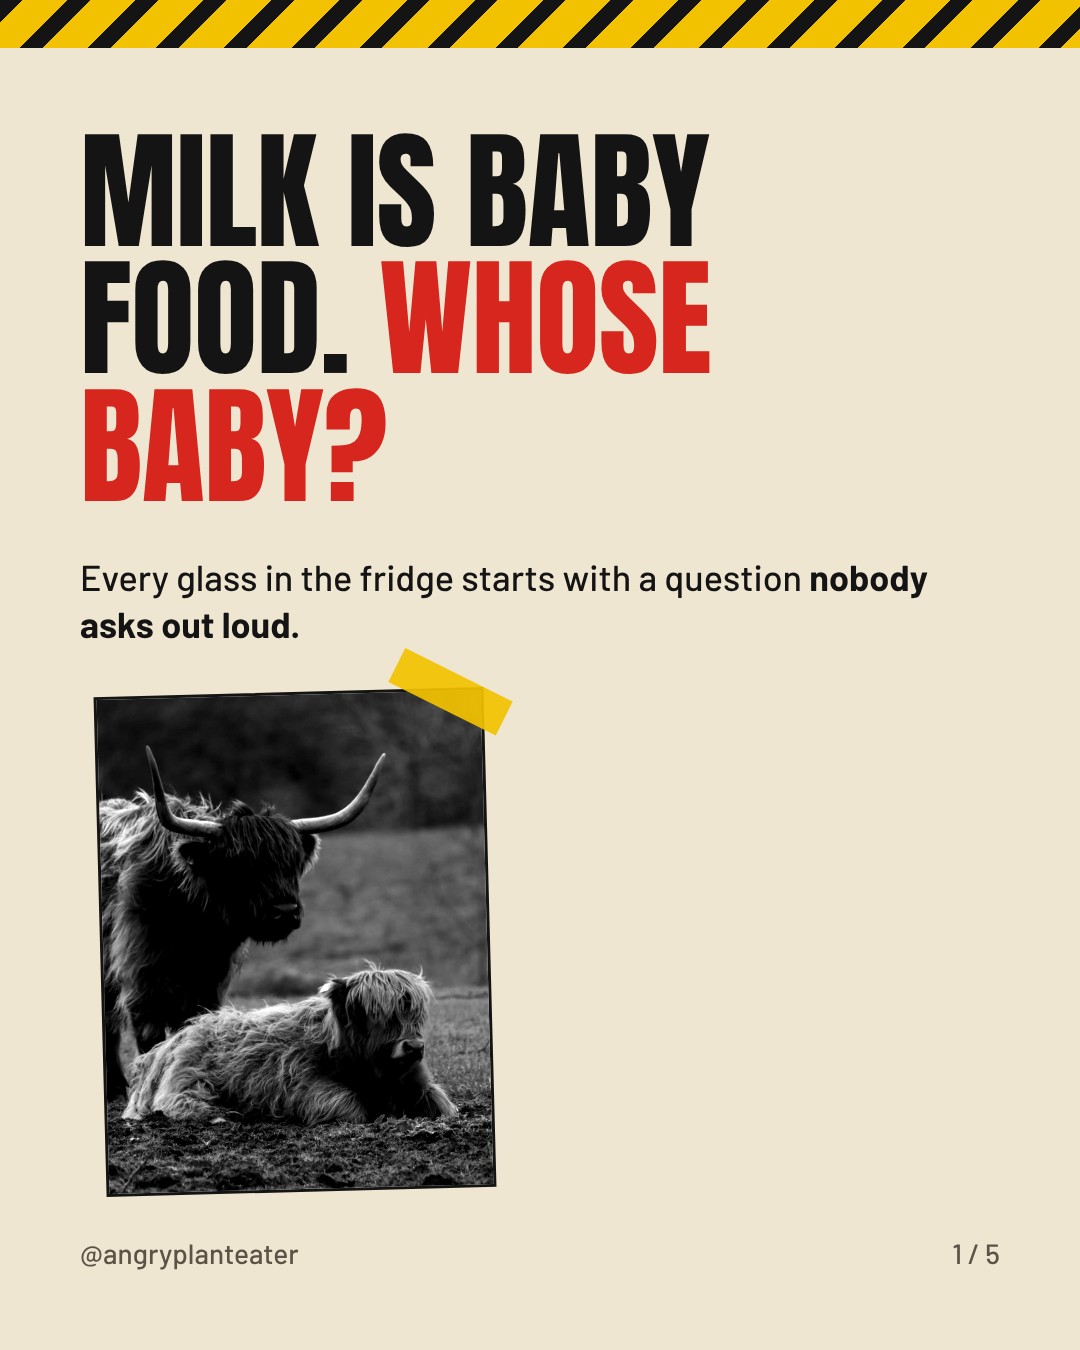 MILK IS BABY
FOOD. WHOSE
BABY?
Every glass in the fridge starts with a question nobody
asks out loud.
@angryplanteater
1 / 5